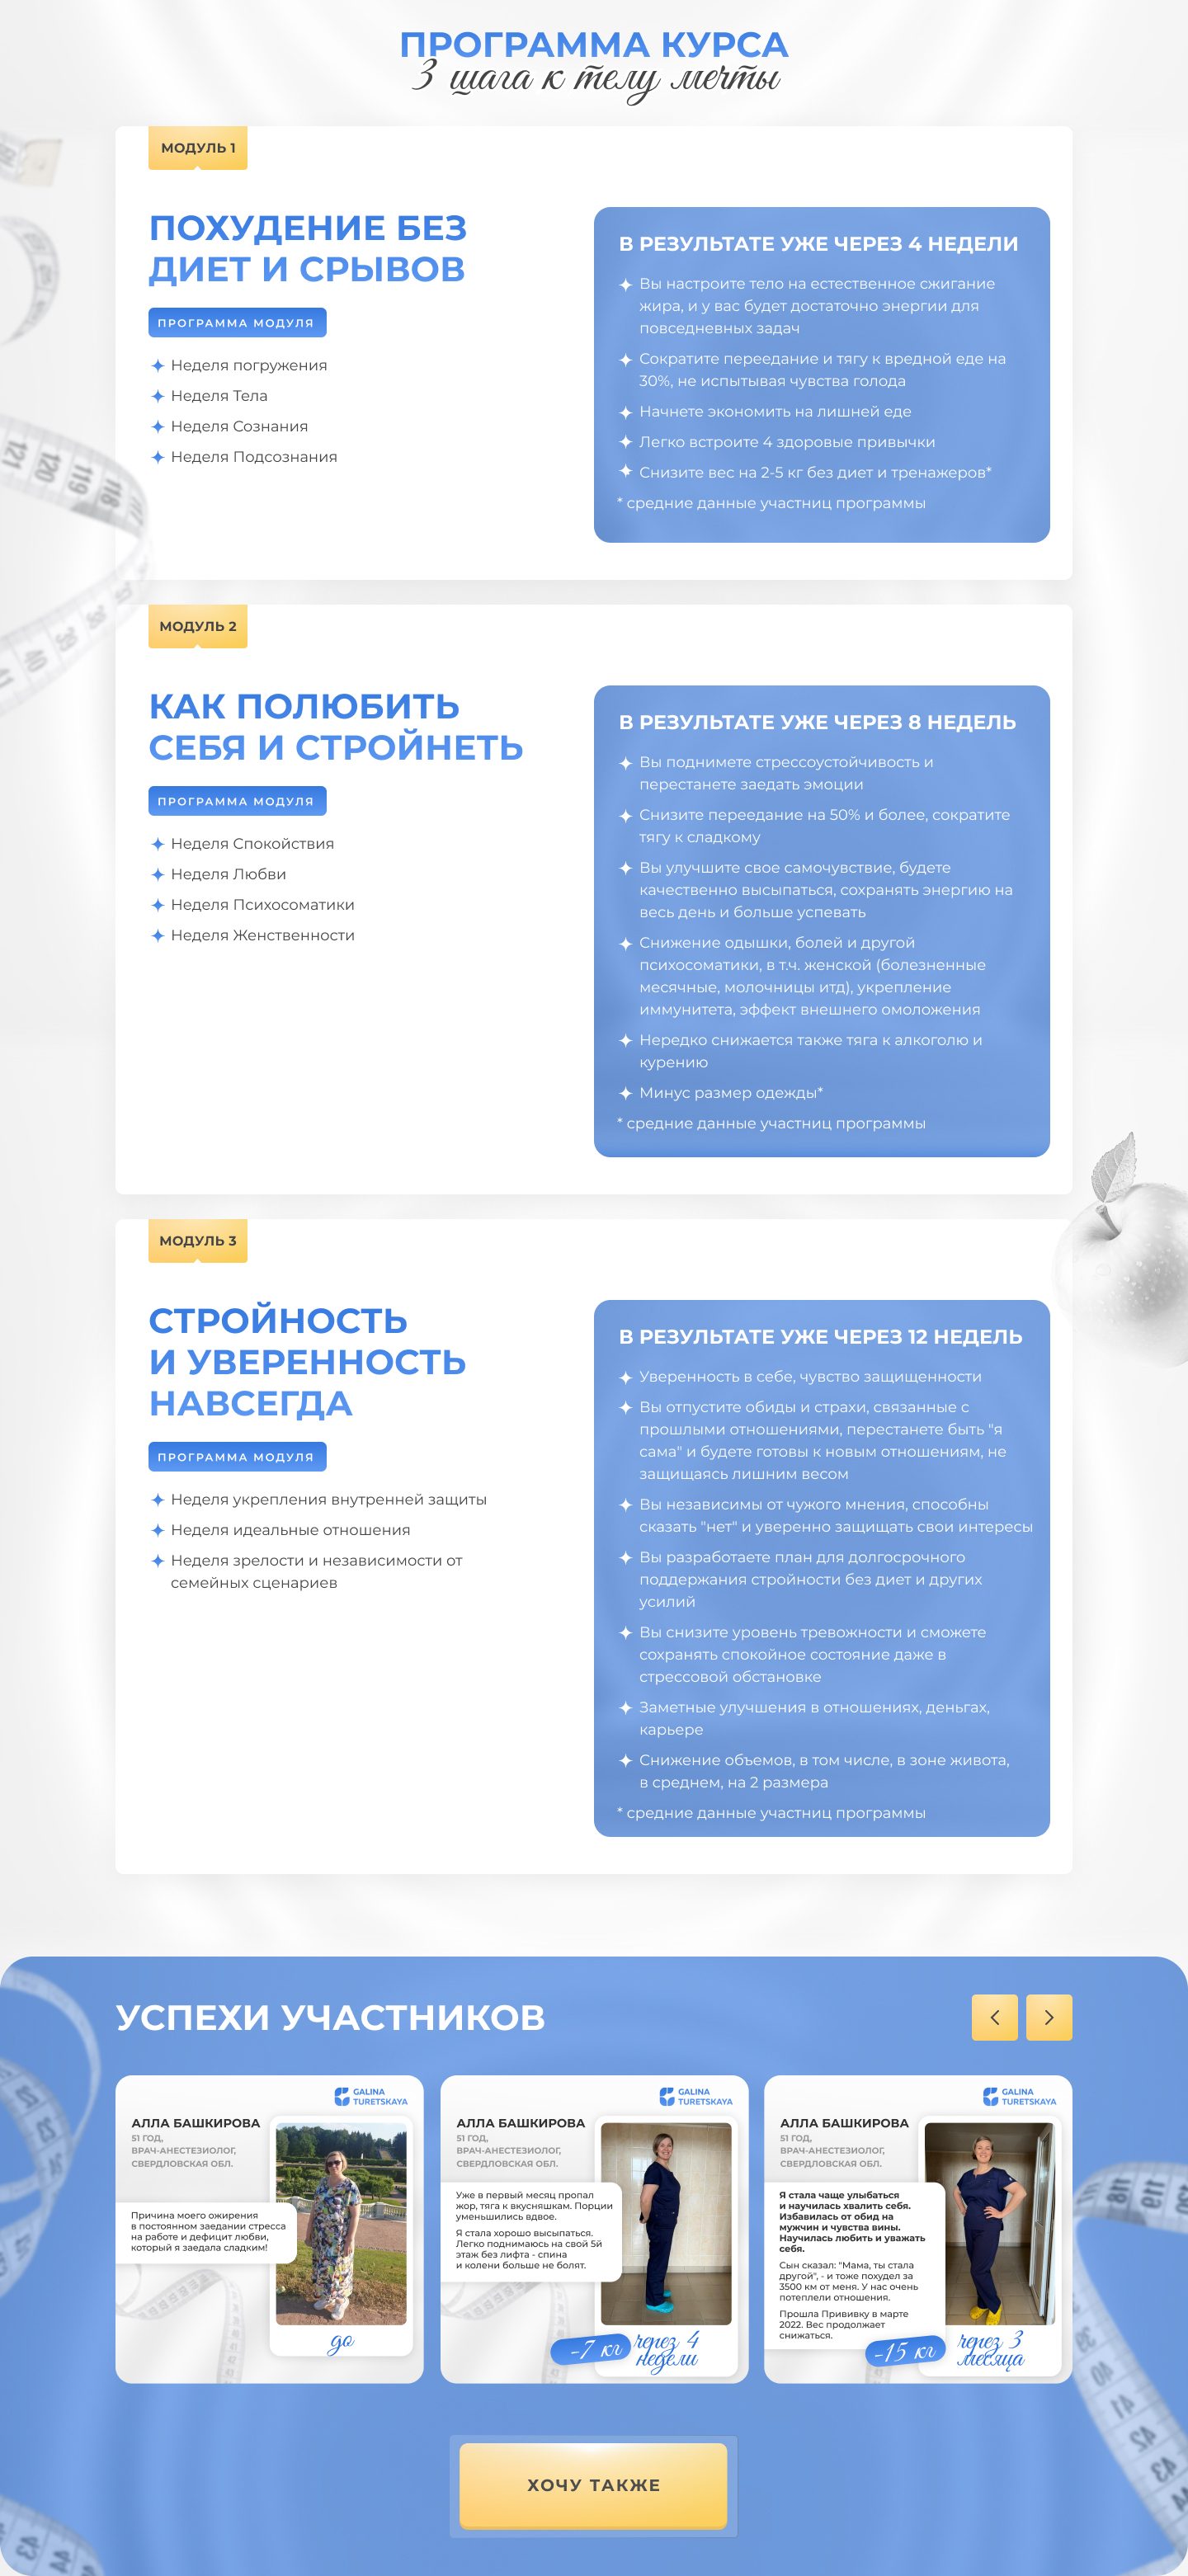 ПРОГРАММА КУРСА
3 шага к телу мечты
МОДУЛЬ 1
ПОХУДЕНИЕ БЕЗ
ДИЕТ И СРЫВОВ
ПРОГРАММА МОДУЛЯ
Неделя погружения
Неделя Тела
Неделя Сознания
Неделя Подсознания
В РЕЗУЛЬТАТЕ УЖЕ ЧЕРЕЗ 4 НЕДЕЛИ
Вы настроите тело на естественное сжигание
жира, и у вас будет достаточно энергии для
повседневных задач
Сократите переедание и тягу к вредной еде на
30%, не испытывая чувства голода
Начнете экономить на лишней еде
Легко встроите 4 здоровые привычки
Снизите вес на 2-5 кг без диет и тренажеров*
* средние данные участниц программы
МОДУЛЬ 2
КАК ПОЛЮБИТЬ
СЕБЯ И СТРОЙНЕТЬ
ПРОГРАММА МОДУЛЯ
Неделя Спокойствия
Неделя Любви
Неделя Психосоматики
Неделя Женственности
В РЕЗУЛЬТАТЕ УЖЕ ЧЕРЕЗ 8 НЕДЕЛЬ
Вы поднимете стрессоустойчивость и
перестанете заедать эмоции
Снизите переедание на 50% и более, сократите
тягу к сладкому
Вы улучшите свое самочувствие, будете
качественно высыпаться, сохранять энергию на
весь день и больше успевать
Снижение одышки, болей и другой
психосоматики, в т.ч. женской (болезненные
месячные, молочницы итд), укрепление
иммунитета, эффект внешнего омоложения
Нередко снижается также тяга к алкоголю и
курению
Минус размер одежды*
* средние данные участниц программы
МОДУЛЬ 3
СТРОЙНОСТЬ
И УВЕРЕННОСТЬ
НАВСЕГДА
ПРОГРАММА МОДУЛЯ
Неделя укрепления внутренней защиты
Неделя идеальные отношения
Неделя зрелости и независимости от
семейных сценариев
В РЕЗУЛЬТАТЕ УЖЕ ЧЕРЕЗ 12 НЕДЕЛЬ
Уверенность в себе, чувство защищенности
Вы отпустите обиды и страхи, связанные с
прошлыми отношениями, перестанете быть "я
сама" и будете готовы к новым отношениям, не
защищаясь лишним весом
Вы независимы от чужого мнения, способны
сказать "нет" и уверенно защищать свои интересы
Вы разработаете план для долгосрочного
поддержания стройности без диет и других
усилий
Вы снизите уровень тревожности и сможете
сохранять спокойное состояние даже в
стрессовой обстановке
Заметные улучшения в отношениях, деньгах,
карьере
Снижение объемов, в том числе, в зоне живота,
в среднем, на 2 размера
* средние данные участниц программы
УСПЕХИ УЧАСТНИКОВ
GALINA
TURETSKAYA
АЛЛА БАШКИРОВА
51 ГОД,
ВРАЧ-АНЕСТЕЗИОЛОГ,
СВЕРДЛОВСКАЯ ОБЛ.
Причина моего ожирения
в постоянном заедании стресса
на работе и дефицит любви,
который я заедала сладким!
до
GALINA
TURETSKAYA
АЛЛА БАШКИРОВА
51 ГОД,
ВРАЧ-АНЕСТЕЗИОЛОГ,
СВЕРДЛОВСКАЯ ОБЛ.
Уже в первый месяц пропал
жор, тяга к вкусняшкам. Порции
уменьшились вдвое.
Я стала хорошо высыпаться.
Легко поднимаюсь на свой 5й
этаж без лифта - спина
и колени больше не болят.
-7 кг
через 4
недели
GALINA
TURETSKAYA
АЛЛА БАШКИРОВА
51 ГОД,
ВРАЧ-АНЕСТЕЗИОЛОГ,
СВЕРДЛОВСКАЯ ОБЛ.
Я стала чаще улыбаться
и научилась хвалить себя.
Избавилась от обид на
мужчин и чувства вины.
Научилась любить и уважать
себя.
Сын сказал: "Мама, ты стала
другой", - и тоже похудел за
3500 км от меня. У нас очень
потеплели отношения.
Прошла Прививку в марте
2022. Вес продолжает
снижаться.
-15 кг
через 3
месяца
ХОЧУ ТАКЖЕ